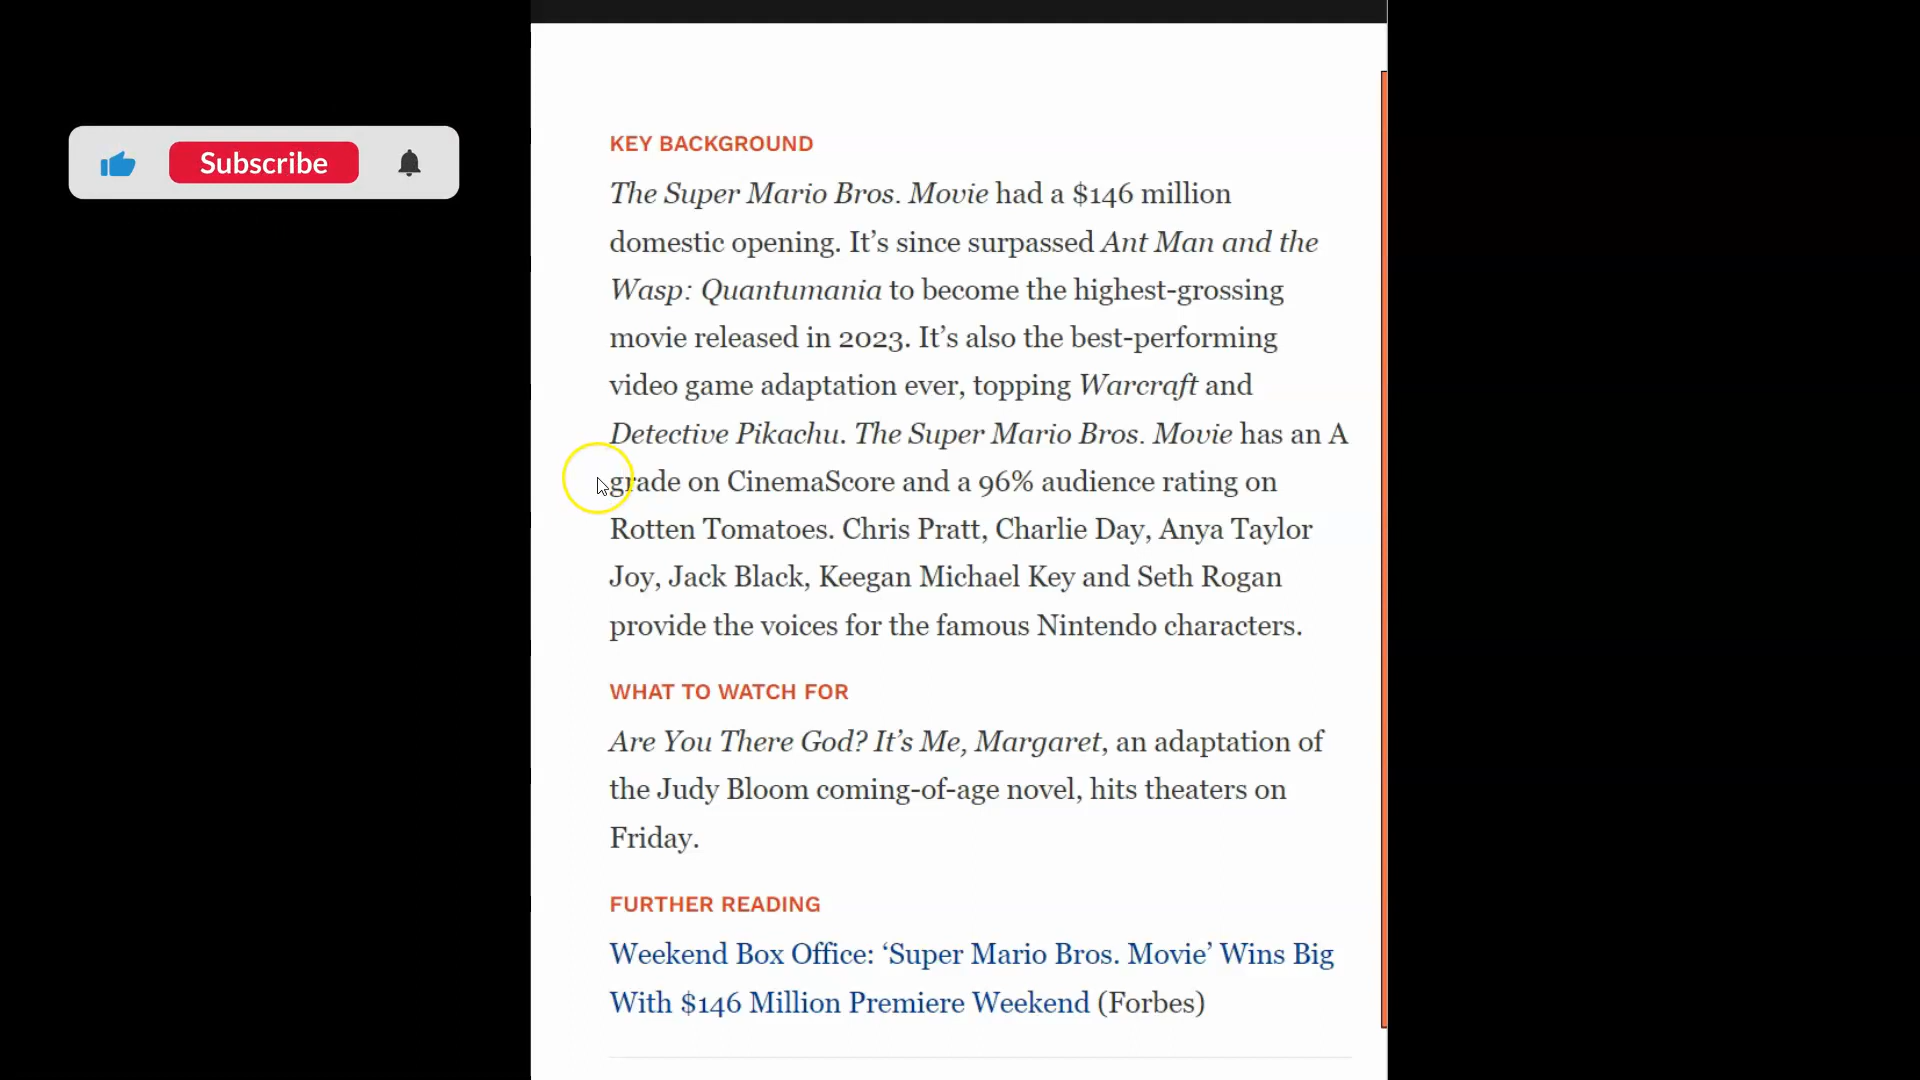 Subscribe
KEY BACKGROUND
The Super Mario Bros. Movie had a $146 million
domestic opening. It’s since surpassed Ant Man and the
Wasp: Quantumania to become the highest-grossing
movie released in 2023. It’s also the best-performing
video game adaptation ever, topping Warcraft and
Detective Pikachu. The Super Mario Bros. Movie has an A
grade on CinemaScore and a 96% audience rating on
Rotten Tomatoes. Chris Pratt, Charlie Day, Anya Taylor
Joy, Jack Black, Keegan Michael Key and Seth Rogan
provide the voices for the famous Nintendo characters.
WHAT TO WATCH FOR
Are You There God? It’s Me, Margaret, an adaptation of
the Judy Bloom coming-of-age novel, hits theaters on
Friday.
FURTHER READING
Weekend Box Office: ‘Super Mario Bros. Movie’ Wins Big
With $146 Million Premiere Weekend (Forbes)